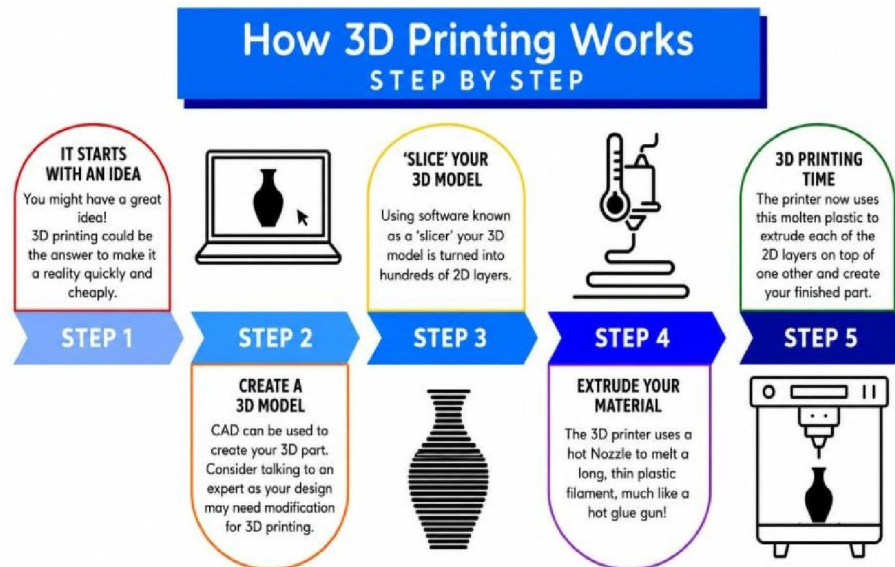 How 3D Printing Works
STEP BY STEP
IT STARTS
WITH AN IDEA
You might have a great
idea!
3D printing could be
the answer to make it
a reality quickly and
cheaply.
STEP 1
STEP 2
CREATE A
3D MODEL
CAD can be used to
create your 3D part.
Consider talking to an
expert as your design
may need modification
for 3D printing.
'SLICE' YOUR
3D MODEL
Using software known
as a 'slicer' your 3D
model is turned into
hundreds of 2D layers.
STEP 3
STEP 4
EXTRUDE YOUR
MATERIAL
The 3D printer uses a
hot Nozzle to melt a
long, thin plastic
filament, much like a
hot glue gun!
3D PRINTING
TIME
The printer now uses
this molten plastic to
extrude each of the
2D layers on top of
one other and create
your finished part.
STEP 5